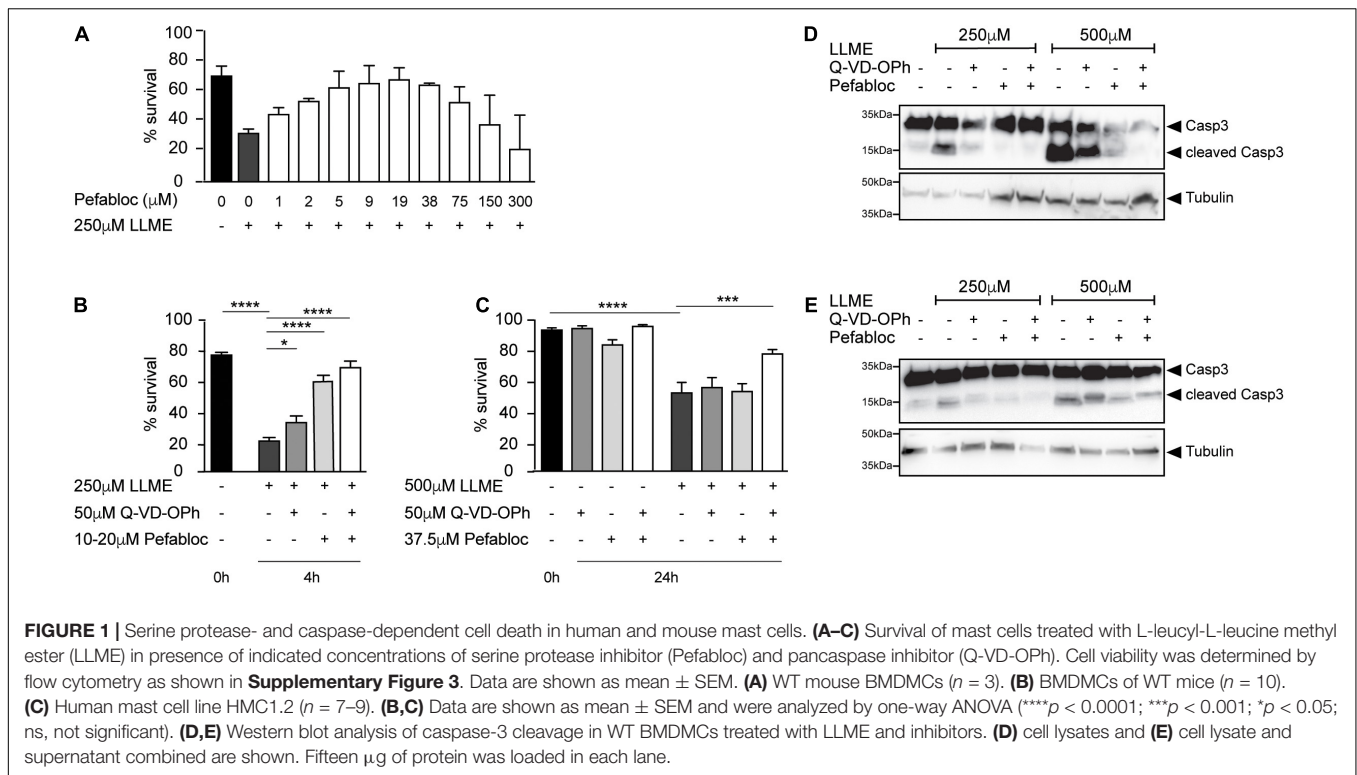 A
100
80
60
40
20
0
% survival
Pefabloc (µM) 0 0 1 2 5 9 19 38 75 150 300
250µM LLME - + + + + + + + + + +
B
**** ****
****
*
100
80
60
40
20
0
% survival
250µM LLME - + + + +
50µM Q-VD-OPh - - + - +
10-20µM Pefabloc - - - + +
0h 4h
C
**** ***
100
80
60
40
20
0
% survival
500µM LLME - - - - + + + +
50µM Q-VD-OPh - + - + - + - +
37.5µM Pefabloc - - + + - - + +
0h 24h
D
250µM 500µM
LLME
Q-VD-OPh - - + - + - + - +
Pefabloc - - - + + - - + +
35kDa
Casp3
15kDa
cleaved Casp3
50kDa
Tubulin
35kDa
E
250µM 500µM
LLME
Q-VD-OPh - - + - + - + - +
Pefabloc - - - + + - - + +
35kDa
Casp3
15kDa
cleaved Casp3
50kDa
Tubulin
35kDa
FIGURE 1 | Serine protease- and caspase-dependent cell death in human and mouse mast cells. (A–C) Survival of mast cells treated with L-leucyl-L-leucine methyl
ester (LLME) in presence of indicated concentrations of serine protease inhibitor (Pefabloc) and pancaspase inhibitor (Q-VD-OPh). Cell viability was determined by
flow cytometry as shown in Supplementary Figure 3. Data are shown as mean ± SEM. (A) WT mouse BMDMCs (n = 3). (B) BMDMCs of WT mice (n = 10).
(C) Human mast cell line HMC1.2 (n = 7–9). (B,C) Data are shown as mean ± SEM and were analyzed by one-way ANOVA (****p < 0.0001; ***p < 0.001; *p < 0.05;
ns, not significant). (D,E) Western blot analysis of caspase-3 cleavage in WT BMDMCs treated with LLME and inhibitors. (D) cell lysates and (E) cell lysate and
supernatant combined are shown. Fifteen µg of protein was loaded in each lane.